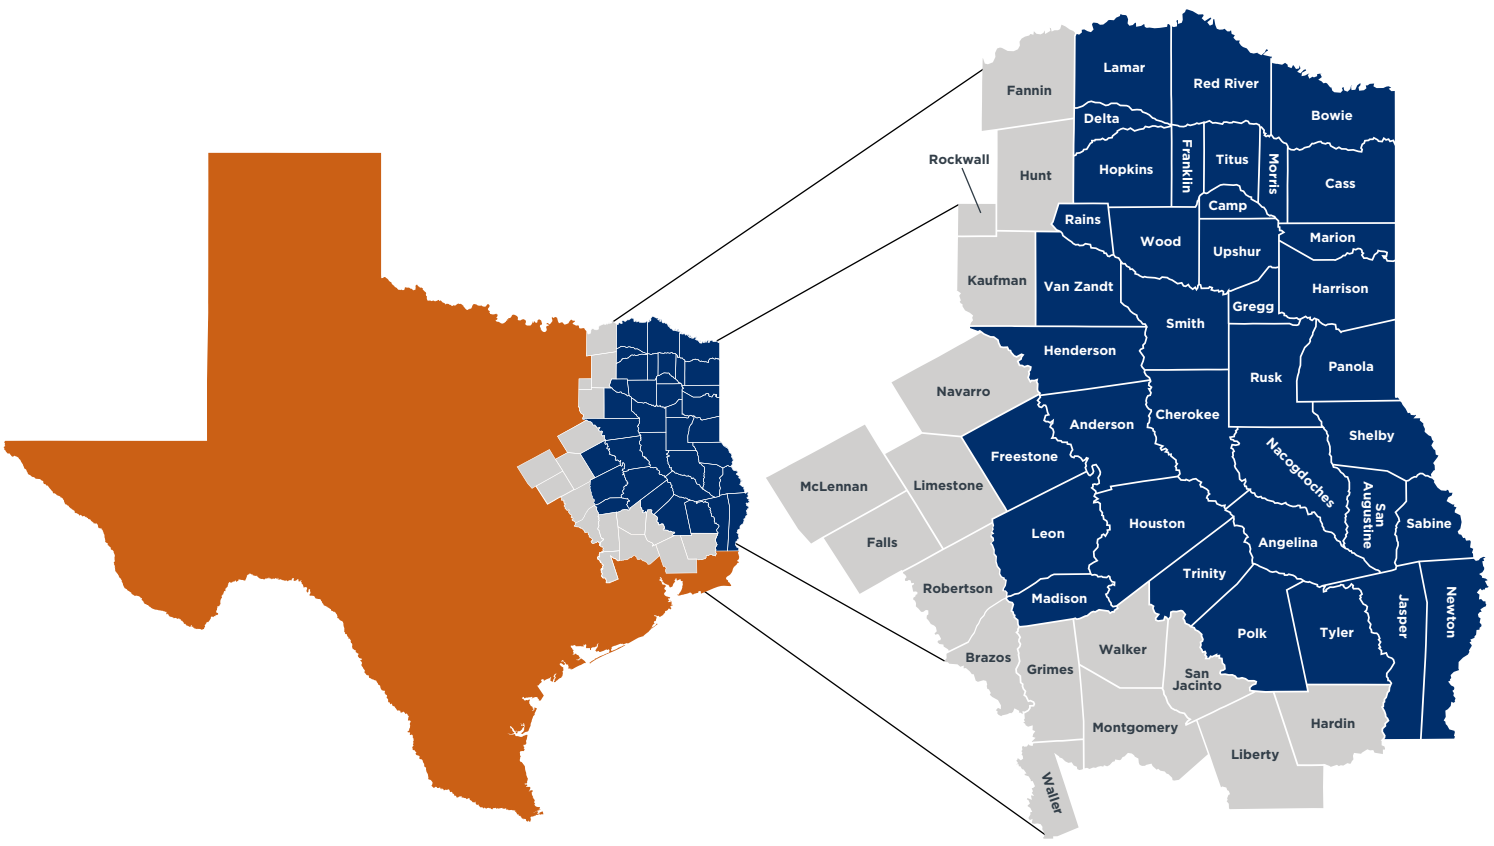 Lamar
Red River
Fannin
Bowie
Delta
Rockwall
Hunt
Hopkins
Franklin
Titus
Morris
Cass
Camp
Rains
Wood
Upshur
Marion
Kaufman
Van Zandt
Harrison
Gregg
Smith
Henderson
Navarro
Rusk
Panola
Cherokee
Anderson
Shelby
Freestone
Nacogdoches
McLennan
Limestone
San
Augustine
Sabine
Houston
Leon
Falls
Angelina
Trinity
Robertson
Madison
Jasper
Newton
Polk
Tyler
Walker
Brazos
Grimes
San
Jacinto
Montgomery
Hardin
Liberty
Waller